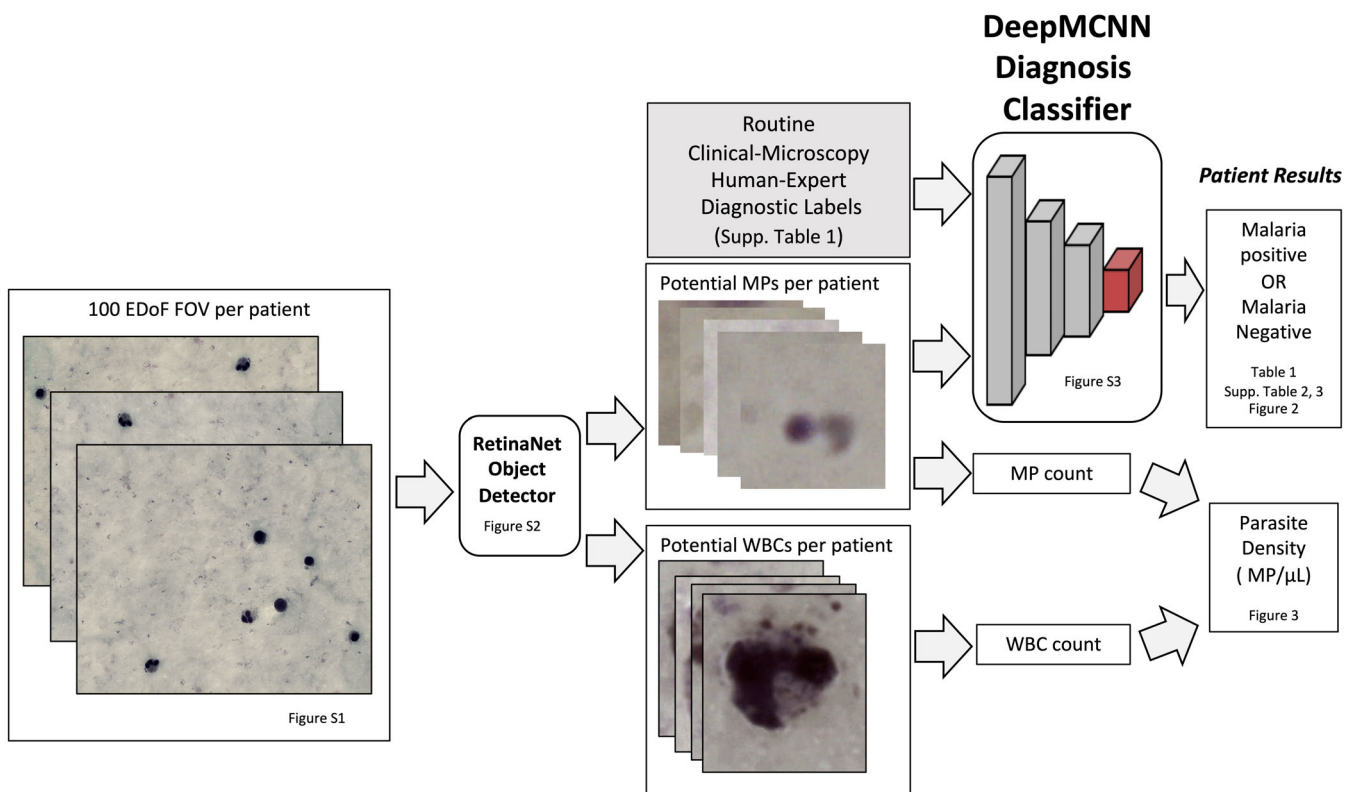 DeepMCNN
Diagnosis
Classifier
Routine
Clinical-Microscopy
Human-Expert
Diagnostic Labels
(Supp. Table 1)
Patient Results
Malaria
positive
OR
Malaria
Negative
Table 1
Supp. Table 2, 3
Figure 2
Figure S3
Potential MPs per patient
100 EDoF FOV per patient
Figure S1
RetinaNet
Object
Detector
Figure S2
MP count
Potential WBCs per patient
WBC count
Parasite
Density
( MP/µL)
Figure 3